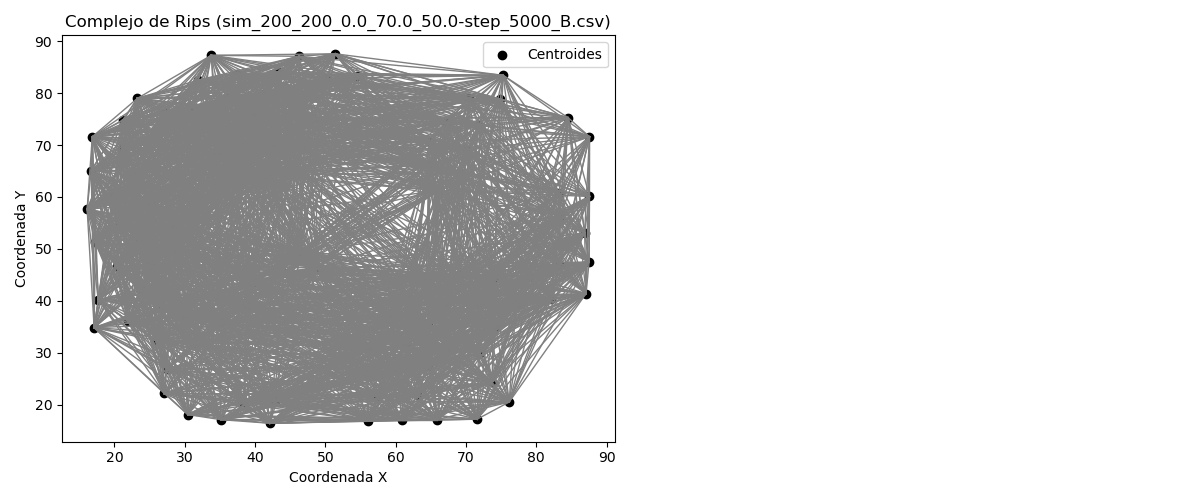 Complejo de Rips (sim_200_200_0.0_70.0_50.0-step_5000_B.csv)
Centroides
90
80
70
60
50
40
30
20
Coordenada Y
20 30 40 50 60 70 80 90
Coordenada X